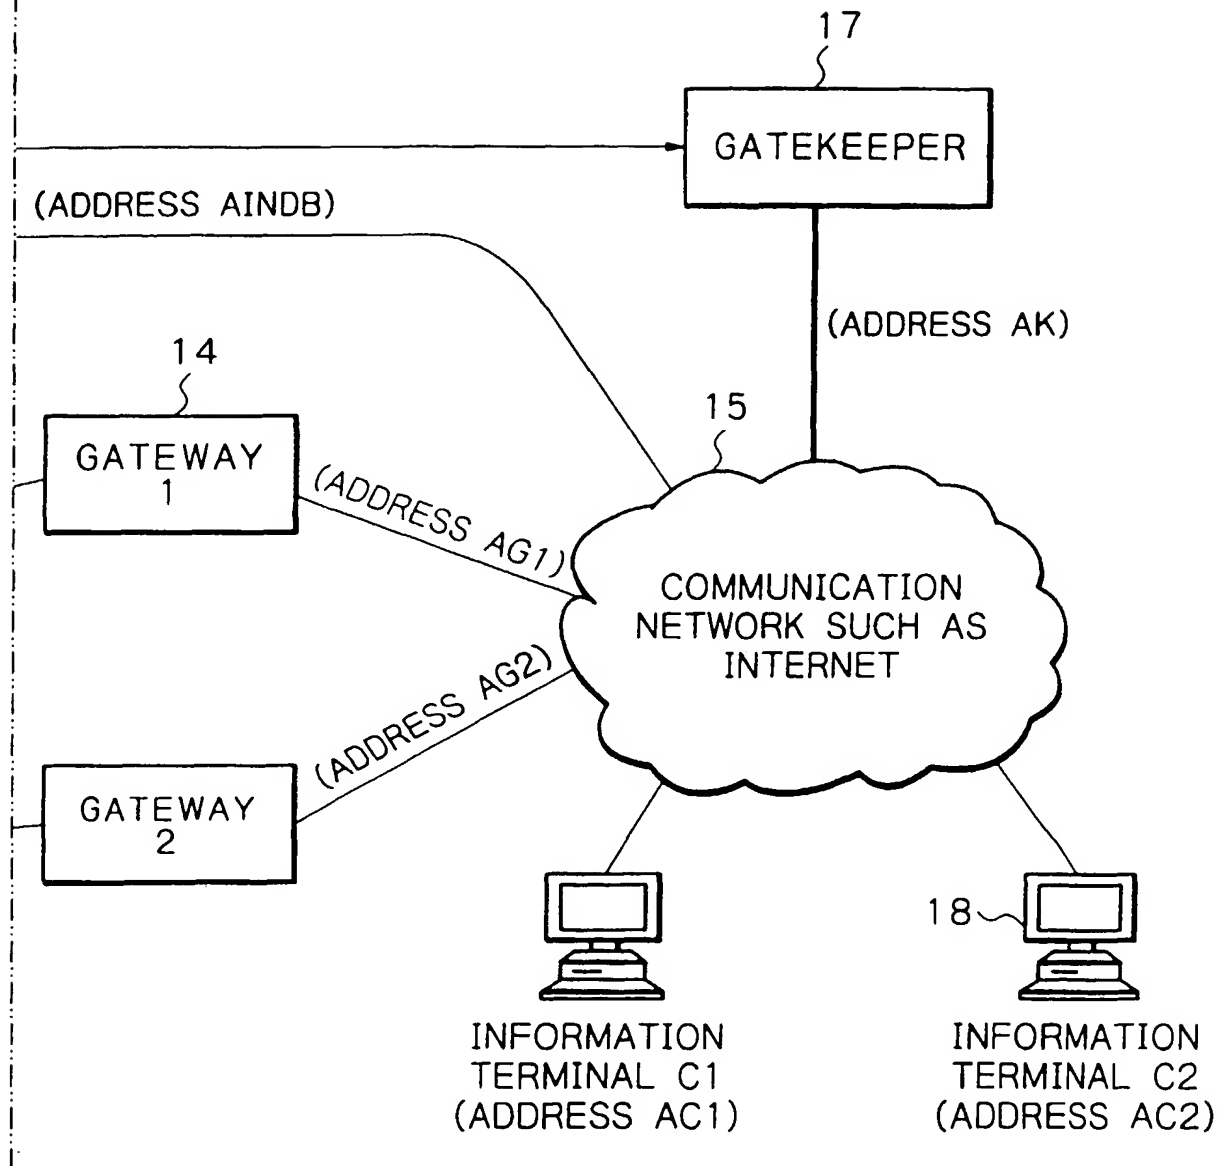 17
GATEKEEPER
(ADDRESS AINDB)
(ADDRESS AK)
14
GATEWAY
1
(ADDRESS AG1)
15
COMMUNICATION
NETWORK SUCH AS
INTERNET
(ADDRESS AG2)
GATEWAY
2
18
INFORMATION
TERMINAL C1
(ADDRESS AC1)
INFORMATION
TERMINAL C2
(ADDRESS AC2)